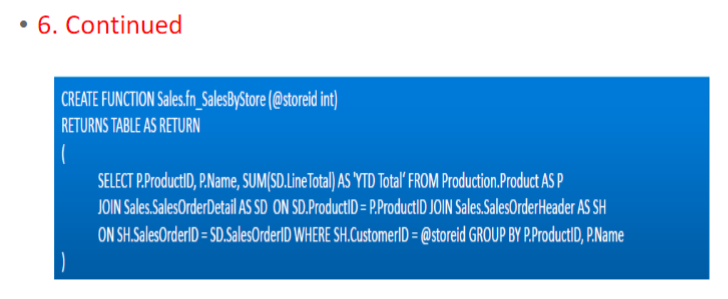 • 6. Continued
CREATE FUNCTION Sales.fn_SalesByStore (@storeid int)
RETURNS TABLE AS RETURN
(
SELECT P.ProductID, P.Name, SUM(SD.LineTotal) AS 'YTD Total' FROM Production.Product AS P
JOIN Sales.SalesOrderDetail AS SD ON SD.ProductID = P.ProductID JOIN Sales.SalesOrderHeader AS SH
ON SH.SalesOrderID = SD.SalesOrderID WHERE SH.CustomerID = @storeid GROUP BY P.ProductID, P.Name
)